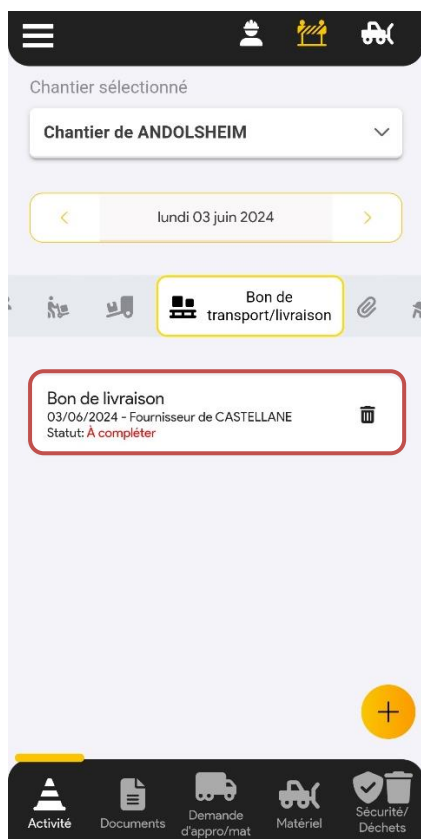 Chantier sélectionné
Chantier de ANDOLSHEIM
lundi 03 juin 2024
Bon de
transport/livraison
Bon de livraison
03/06/2024 - Fournisseur de CASTELLANE
Statut: À compléter
Activité
Documents
Demande
d'appro/mat
Matériel
Sécurité/
Déchets